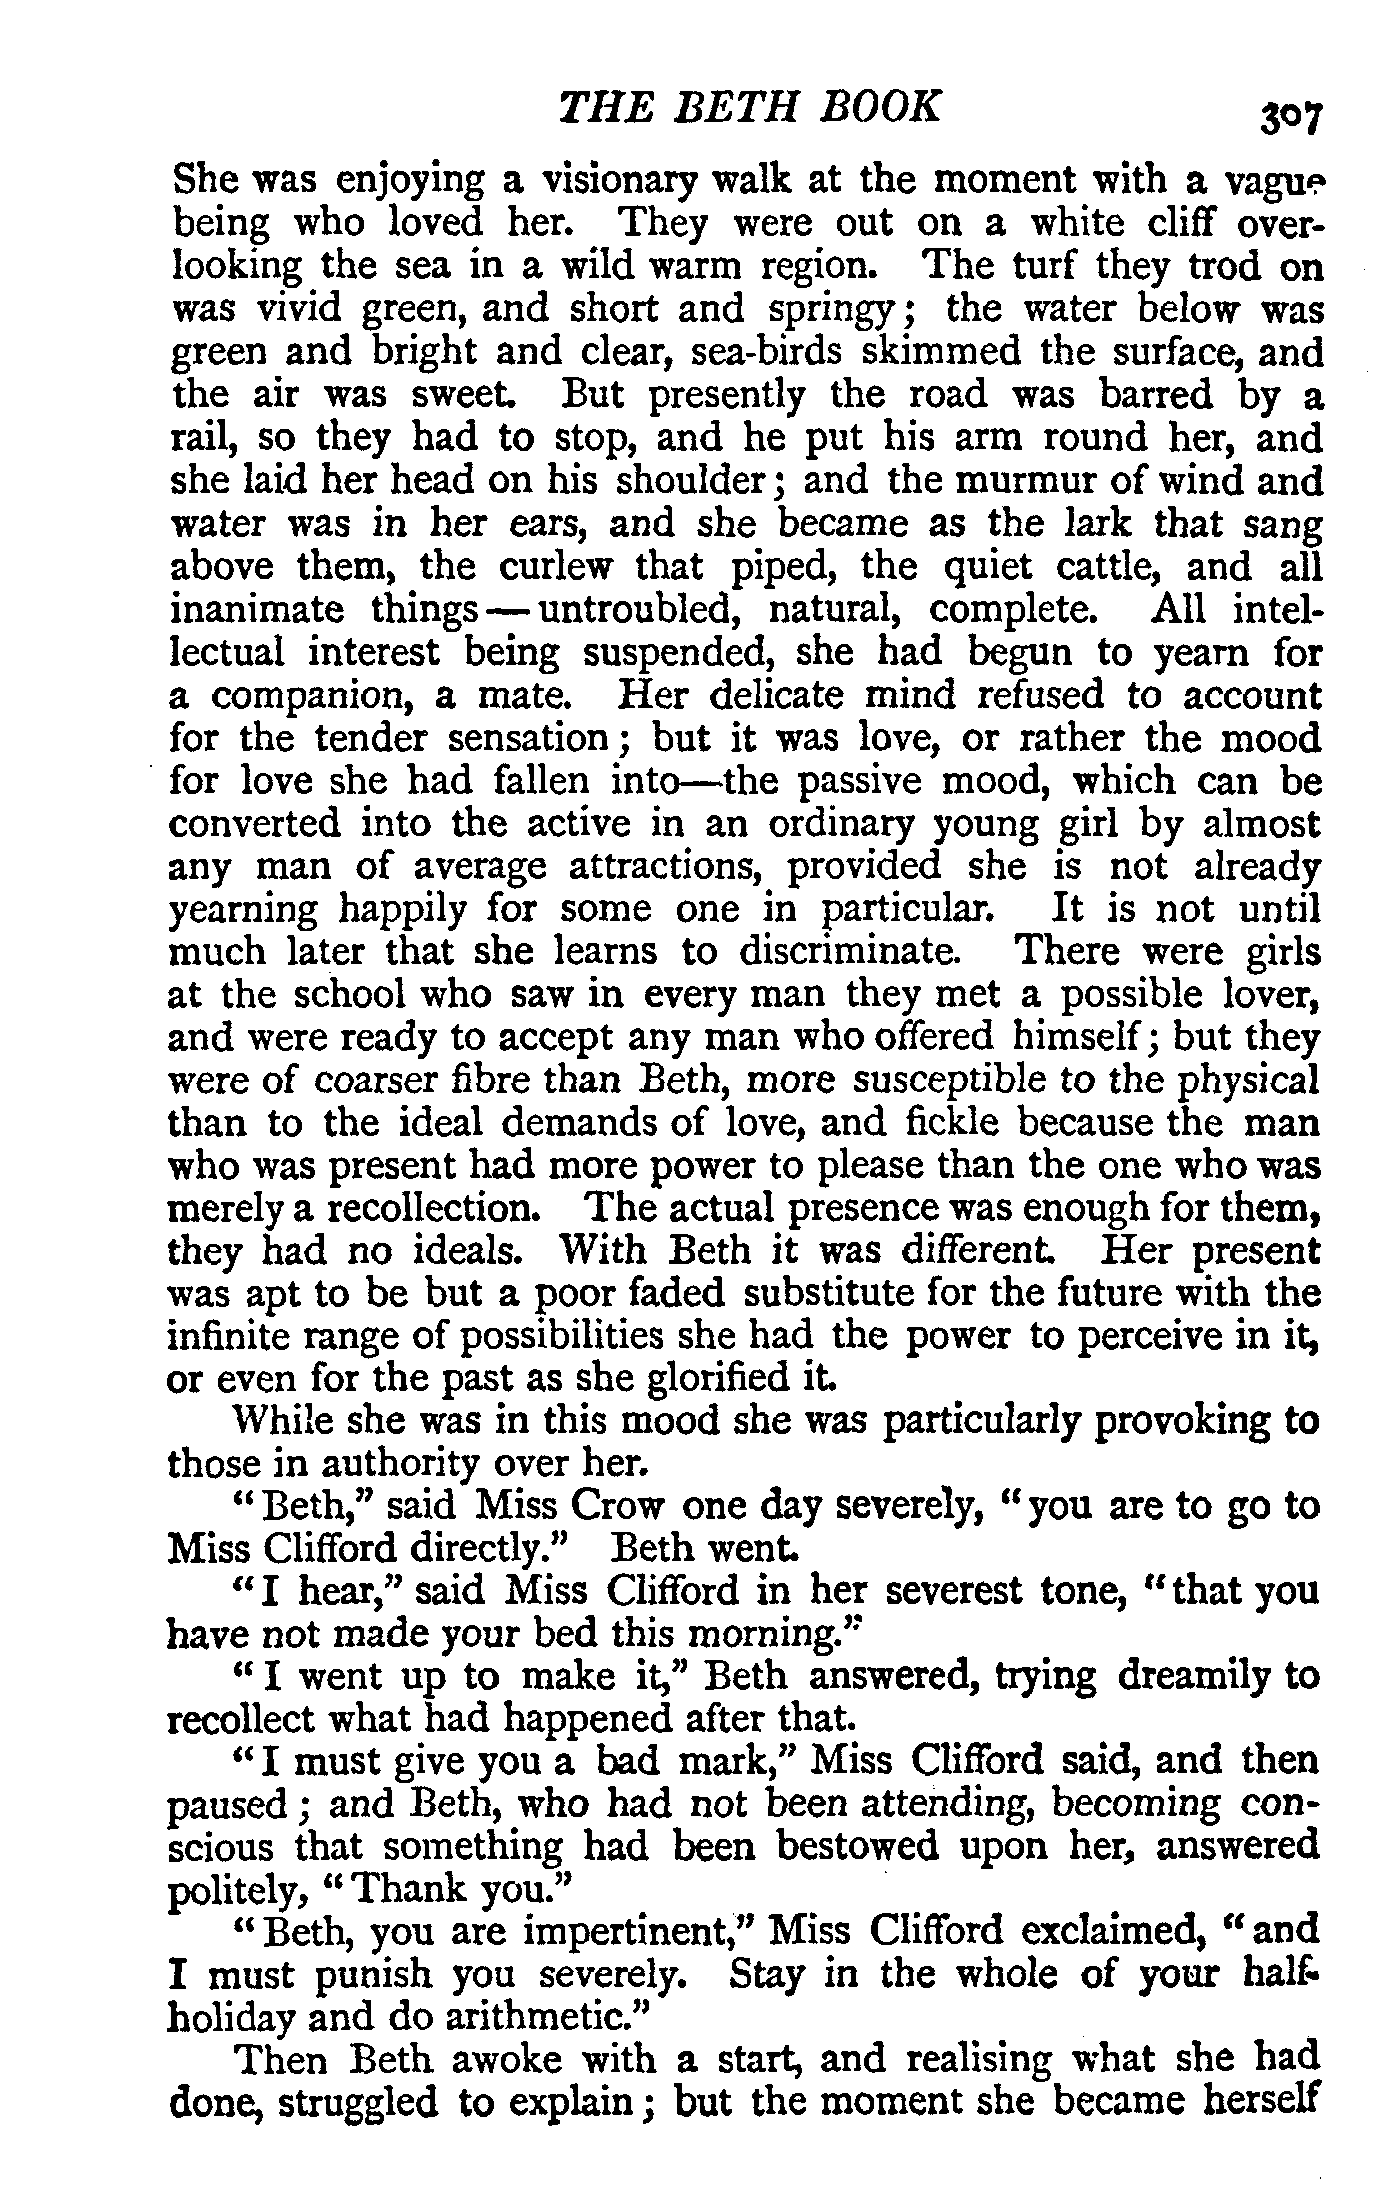 THE BETH BOOK 307
She was enjoying a visionary walk at the moment with a vague
being who loved her. They were out on a white cliff over-
looking the sea in a wild warm region. The turf they trod on
was vivid green, and short and springy; the water below was
green and bright and clear, sea-birds skimmed the surface, and
the air was sweet. But presently the road was barred by a
rail, so they had to stop, and he put his arm round her, and
she laid her head on his shoulder; and the murmur of wind and
water was in her ears, and she became as the lark that sang
above them, the curlew that piped, the quiet cattle, and all
inanimate things—untroubled, natural, complete. All intel-
lectual interest being suspended, she had begun to yearn for
a companion, a mate. Her delicate mind refused to account
for the tender sensation; but it was love, or rather the mood
for love she had fallen into—the passive mood, which can be
converted into the active in an ordinary young girl by almost
any man of average attractions, provided she is not already
yearning happily for some one in particular. It is not until
much later that she learns to discriminate. There were girls
at the school who saw in every man they met a possible lover,
and were ready to accept any man who offered himself; but they
were of coarser fibre than Beth, more susceptible to the physical
than to the ideal demands of love, and fickle because the man
who was present had more power to please than the one who was
merely a recollection. The actual presence was enough for them,
they had no ideals. With Beth it was different. Her present
was apt to be but a poor faded substitute for the future with the
infinite range of possibilities she had the power to perceive in it,
or even for the past as she glorified it.
While she was in this mood she was particularly provoking to
those in authority over her.
"Beth," said Miss Crow one day severely, "you are to go to
Miss Clifford directly." Beth went.
"I hear," said Miss Clifford in her severest tone, "that you
have not made your bed this morning."
"I went up to make it," Beth answered, trying dreamily to
recollect what had happened after that.
"I must give you a bad mark," Miss Clifford said, and then
paused; and Beth, who had not been attending, becoming con-
scious that something had been bestowed upon her, answered
politely, "Thank you."
"Beth, you are impertinent," Miss Clifford exclaimed, "and
I must punish you severely. Stay in the whole of your half-
holiday and do arithmetic."
Then Beth awoke with a start, and realising what she had
done, struggled to explain; but the moment she became herself